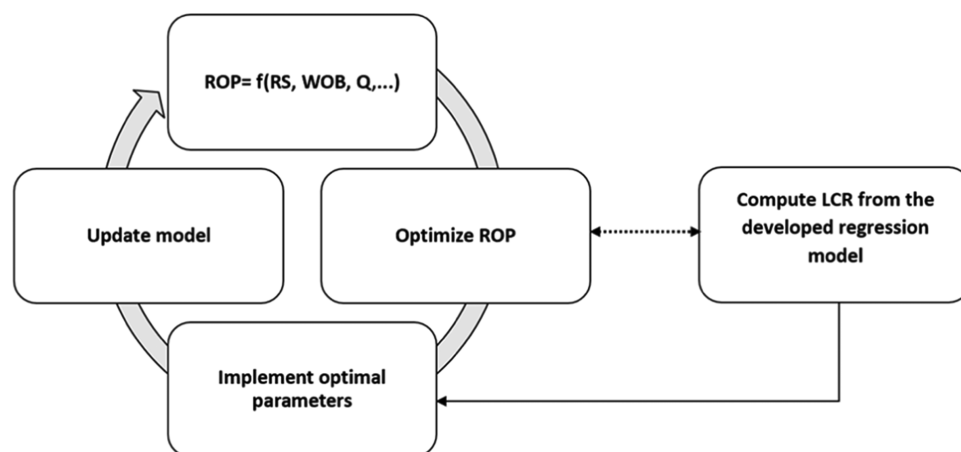 ROP= f(RS, WOB, Q,...)
Update model
Optimize ROP
Compute LCR from the
developed regression
model
Implement optimal
parameters